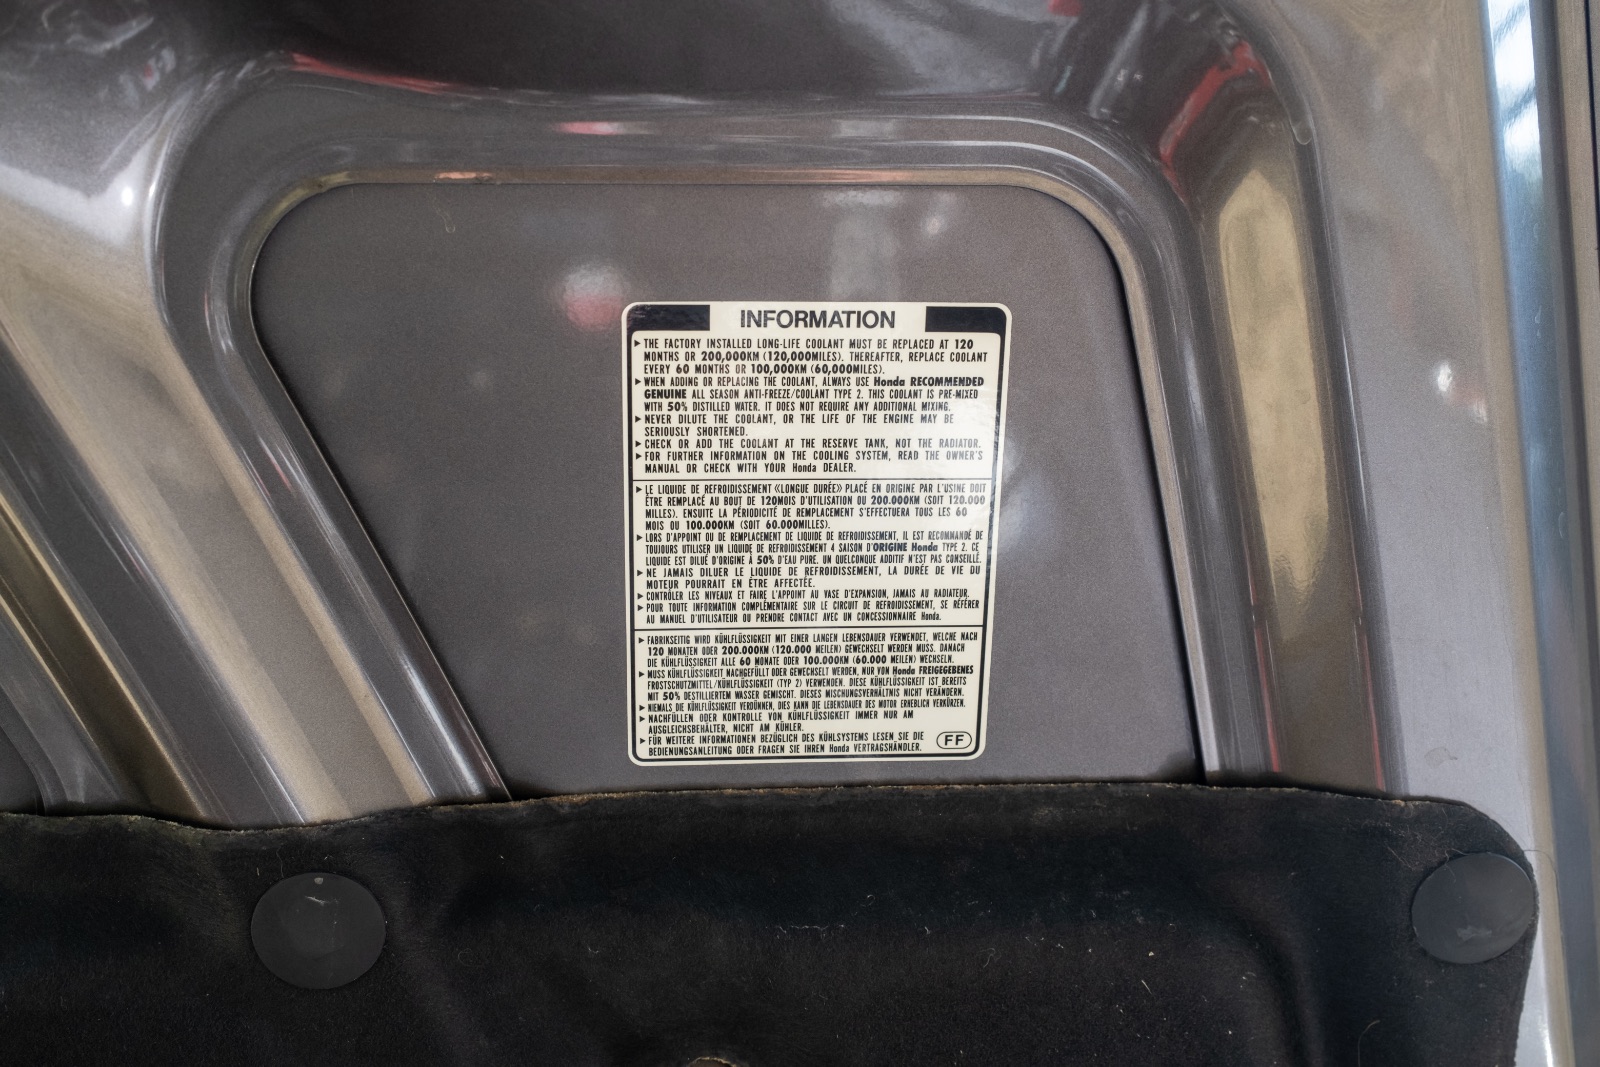 INFORMATION
▶ THE FACTORY INSTALLED LONG-LIFE COOLANT MUST BE REPLACED AT 120
MONTHS OR 200,000KM (120,000MILES). THEREAFTER, REPLACE COOLANT
EVERY 60 MONTHS OR 100,000KM (60,000MILES).
▶ WHEN ADDING OR REPLACING THE COOLANT, ALWAYS USE Honda RECOMMENDED
GENUINE ALL SEASON ANTI-FREEZE/COOLANT TYPE 2. THIS COOLANT IS PRE-MIXED
WITH 50% DISTILLED WATER. IT DOES NOT REQUIRE ANY ADDITIONAL MIXING.
▶ NEVER DILUTE THE COOLANT, OR THE LIFE OF THE ENGINE MAY BE
SERIOUSLY SHORTENED.
▶ CHECK OR ADD THE COOLANT AT THE RESERVE TANK, NOT THE RADIATOR.
▶ FOR FURTHER INFORMATION ON THE COOLING SYSTEM, READ THE OWNER'S
MANUAL OR CHECK WITH YOUR Honda DEALER.
▶ LE LIQUIDE DE REFROIDISSEMENT «LONGUE DURÉE» PLACÉ EN ORIGINE PAR L'USINE DOIT
ÊTRE REMPLACÉ AU BOUT DE 120MOIS D'UTILISATION OU 200.000KM (SOIT 120.000
MILLES). ENSUITE LA PÉRIODICITÉ DE REMPLACEMENT S'EFFECTUERA TOUS LES 60
MOIS OU 100.000KM (SOIT 60.000MILLES).
▶ LORS D'APPOINT OU DE REMPLACEMENT DE LIQUIDE DE REFROIDISSEMENT, IL EST RECOMMANDÉ DE
TOUJOURS UTILISER UN LIQUIDE DE REFROIDISSEMENT 4 SAISON D'ORIGINE Honda TYPE 2. CE
LIQUIDE EST DILUÉ D'ORIGINE À 50% D'EAU PURE. UN QUELCONQUE ADDITIF N'EST PAS CONSEILLÉ.
▶ NE JAMAIS DILUER LE LIQUIDE DE REFROIDISSEMENT, LA DURÉE DE VIE DU
MOTEUR POURRAIT EN ÊTRE AFFECTÉE.
▶ CONTRÔLER LES NIVEAUX ET FAIRE L'APPOINT AU VASE D'EXPANSION, JAMAIS AU RADIATEUR.
▶ POUR TOUTE INFORMATION COMPLÉMENTAIRE SUR LE CIRCUIT DE REFROIDISSEMENT, SE RÉFÉRER
AU MANUEL D'UTILISATEUR OU PRENDRE CONTACT AVEC UN CONCESSIONNAIRE Honda.
▶ FABRIKSEITIG WIRD KÜHLFLÜSSIGKEIT MIT EINER LANGEN LEBENSDAUER VERWENDET, WELCHE NACH
120 MONATEN ODER 200.000KM (120.000 MEILEN) GEWECHSELT WERDEN MUSS. DANACH
DIE KÜHLFLÜSSIGKEIT ALLE 60 MONATE ODER 100.000KM (60.000 MEILEN) WECHSELN.
▶ MUSS KÜHLFLÜSSIGKEIT NACHGEFÜLLT ODER GEWECHSELT WERDEN, NUR VON Honda FREIGEGEBENES
FROSTSCHUTZMITTEL/KÜHLFLÜSSIGKEIT (TYP 2) VERWENDEN. DIESE KÜHLFLÜSSIGKEIT IST BEREITS
MIT 50% DESTILLIERTEM WASSER GEMISCHT. DIESES MISCHUNGSVERHÄLTNIS NICHT VERÄNDERN.
▶ NIEMALS DIE KÜHLFLÜSSIGKEIT VERDÜNNEN, DIES KANN DIE LEBENSDAUER DES MOTOR ERHEBLICH VERKÜRZEN.
▶ NACHFÜLLEN ODER KONTROLLE VON KÜHLFLÜSSIGKEIT IMMER NUR AM
AUSGLEICHSBEHÄLTER, NICHT AM KÜHLER.
▶ FÜR WEITERE INFORMATIONEN BEZÜGLICH DES KÜHLSYSTEMS LESEN SIE DIE
BEDIENUNGSANLEITUNG ODER FRAGEN SIE IHREN Honda VERTRAGSHÄNDLER.
FF